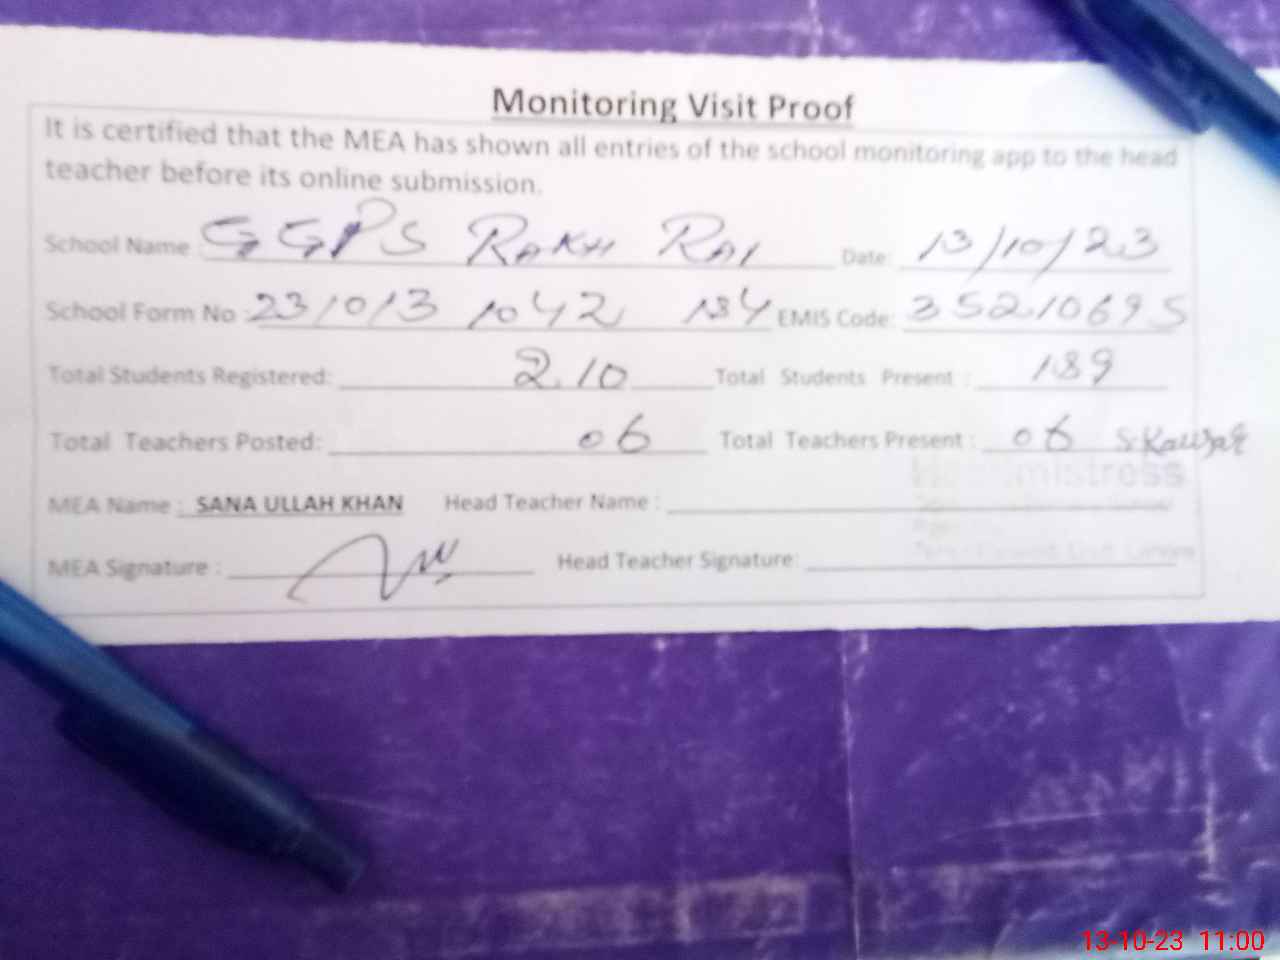 Monitoring Visit Proof
It is certified that the MEA has shown all entries of the school monitoring app to the head
teacher before its online submission.
School Name GGPS RAKH RAI Date: 13/10/23
School Form No : 231013 1042 134 EMIS Code: 35210695
Total Students Registered: 210 Total Students Present : 189
Total Teachers Posted: 06 Total Teachers Present : 06 S.Kausar
Headmistress
MEA Name : SANA ULLAH KHAN Head Teacher Name :
MEA Signature : Head Teacher Signature:
13-10-23 11:00